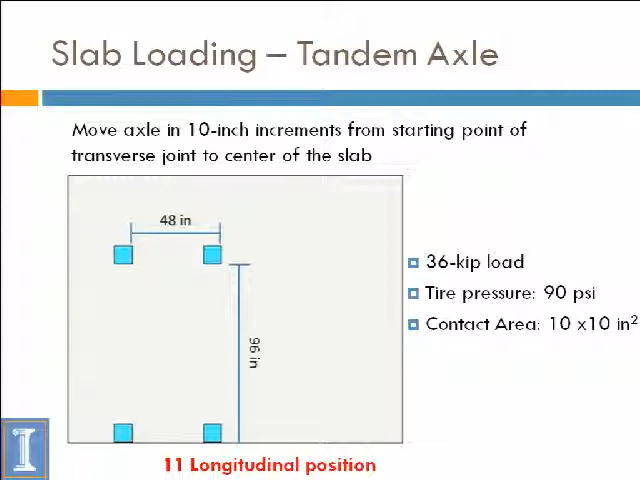 Slab Loading – Tandem Axle
Move axle in 10-inch increments from starting point of
transverse joint to center of the slab
48 in
96 in
36-kip load
Tire pressure: 90 psi
Contact Area: 10 x10 in²
11 Longitudinal position
I